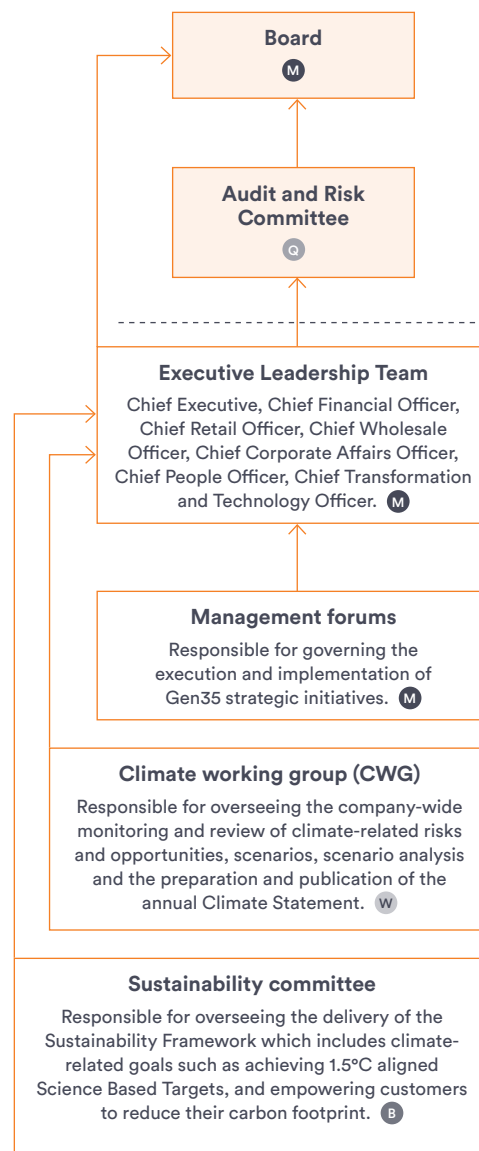 Board
M
Audit and Risk
Committee
Q
Executive Leadership Team
Chief Executive, Chief Financial Officer,
Chief Retail Officer, Chief Wholesale
Officer, Chief Corporate Affairs Officer,
Chief People Officer, Chief Transformation
and Technology Officer. M
Management forums
Responsible for governing the
execution and implementation of
Gen35 strategic initiatives. M
Climate working group (CWG)
Responsible for overseeing the company-wide
monitoring and review of climate-related risks
and opportunities, scenarios, scenario analysis
and the preparation and publication of the
annual Climate Statement. W
Sustainability committee
Responsible for overseeing the delivery of the
Sustainability Framework which includes climate-
related goals such as achieving 1.5°C aligned
Science Based Targets, and empowering customers
to reduce their carbon footprint. B